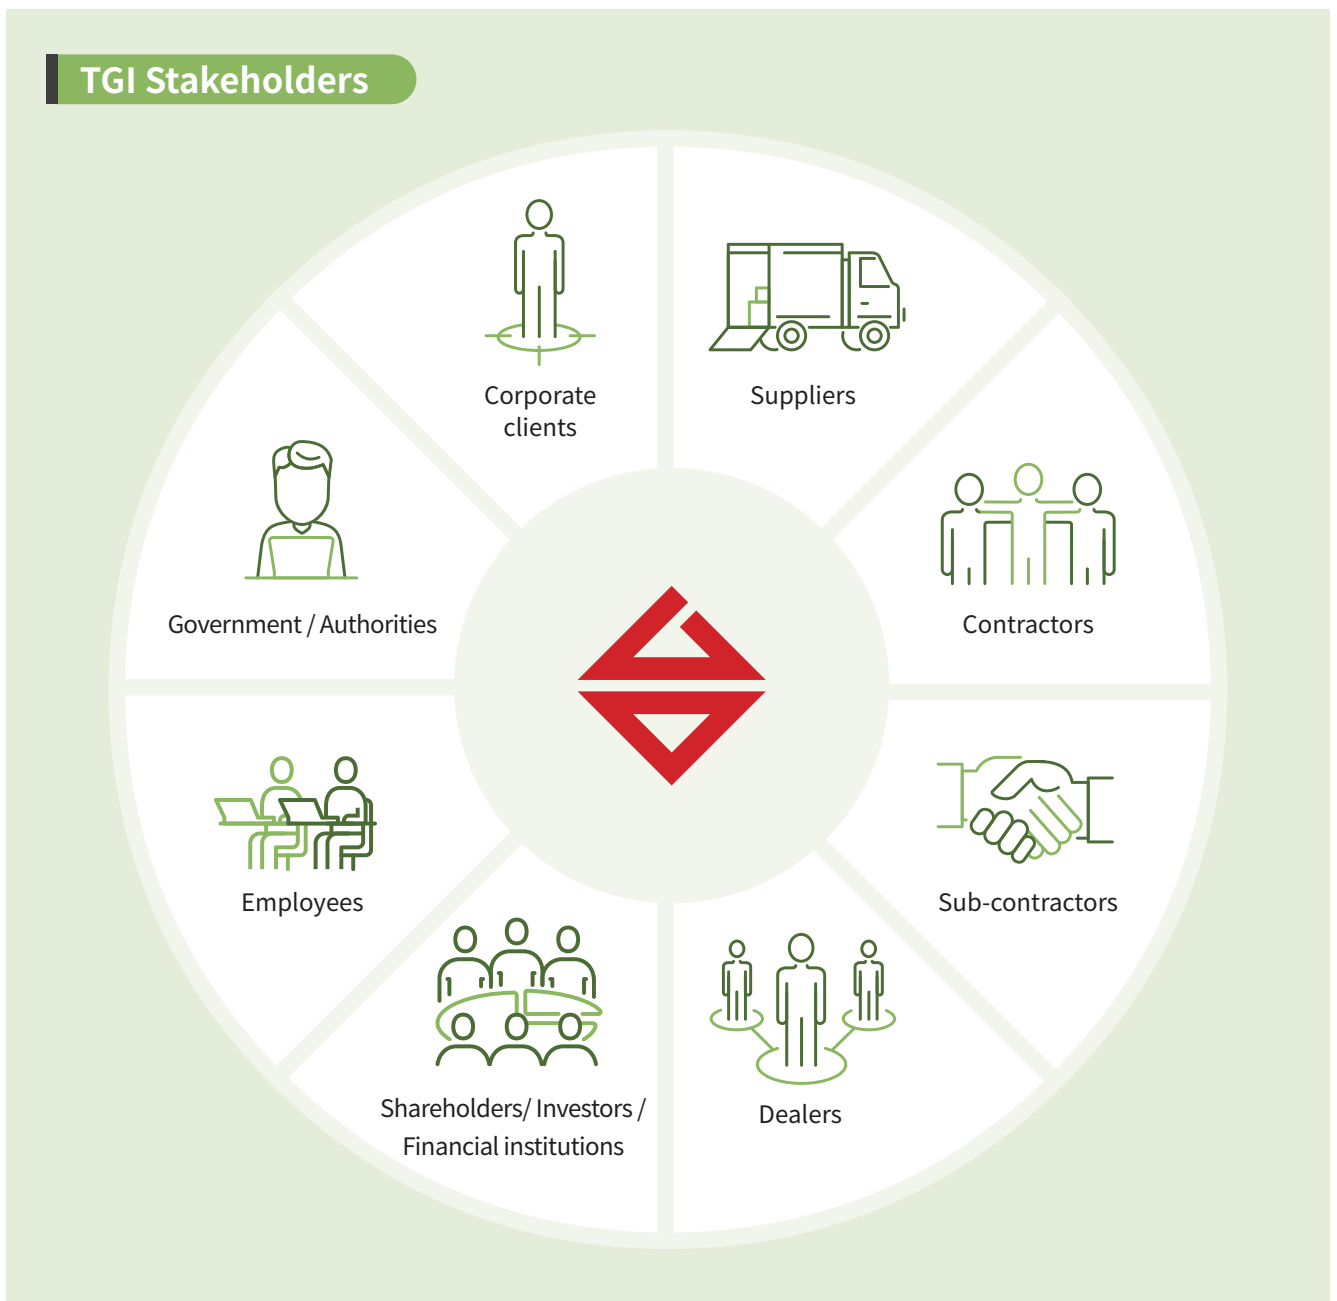 TGI Stakeholders
Corporate
clients
Suppliers
Government / Authorities
Contractors
Employees
Sub-contractors
Shareholders/ Investors /
Financial institutions
Dealers